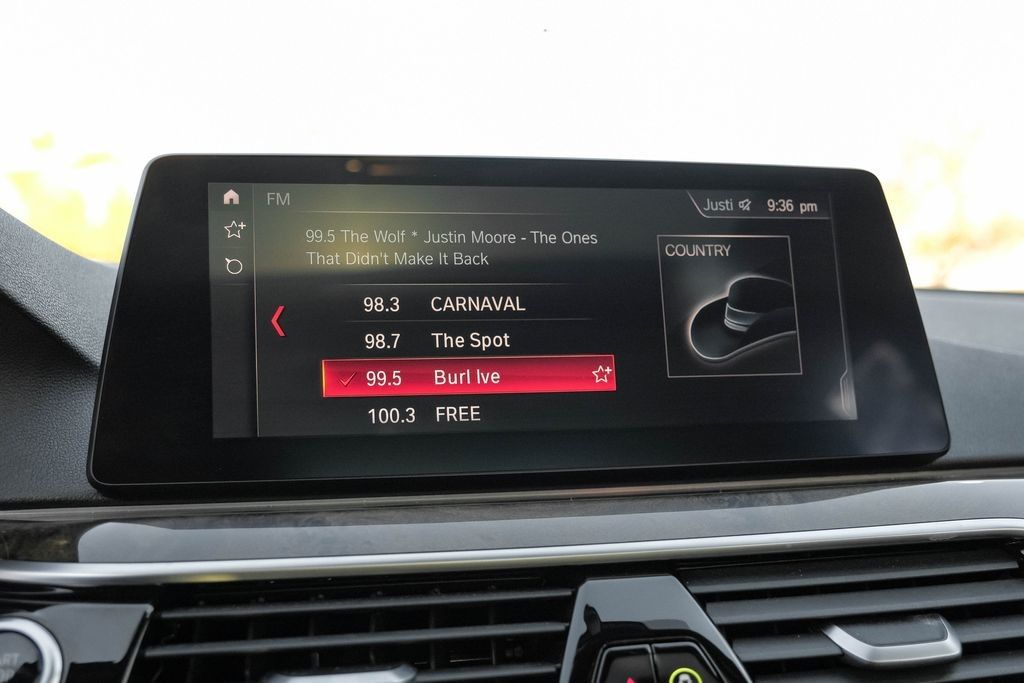 FM
Justi 9:36 pm
99.5 The Wolf * Justin Moore - The Ones
That Didn't Make It Back
COUNTRY
98.3 CARNAVAL
98.7 The Spot
99.5 Burl Ive
100.3 FREE